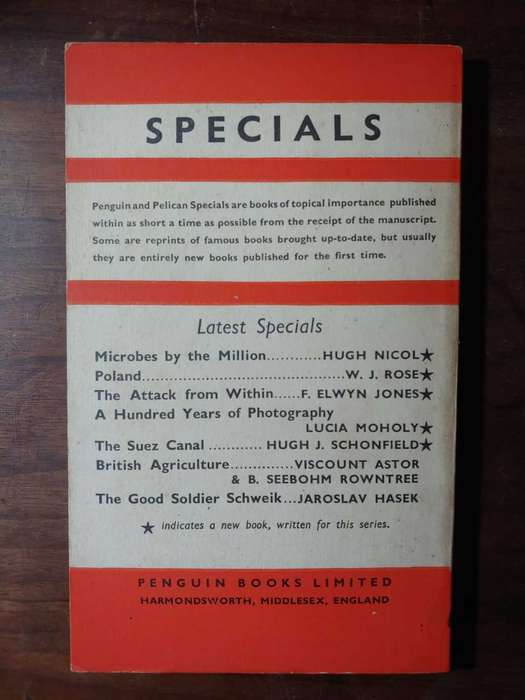 SPECIALS
Penguin and Pelican Specials are books of topical importance published
within as short a time as possible from the receipt of the manuscript.
Some are reprints of famous books brought up-to-date, but usually
they are entirely new books published for the first time.
Latest Specials
Microbes by the Million............HUGH NICOL★
Poland.............................................W. J. ROSE★
The Attack from Within......F. ELWYN JONES★
A Hundred Years of Photography
LUCIA MOHOLY★
The Suez Canal ............ HUGH J. SCHONFIELD★
British Agriculture..............VISCOUNT ASTOR
& B. SEEBOHM ROWNTREE
The Good Soldier Schweik...JAROSLAV HASEK
★ indicates a new book, written for this series.
PENGUIN BOOKS LIMITED
HARMONDSWORTH, MIDDLESEX, ENGLAND